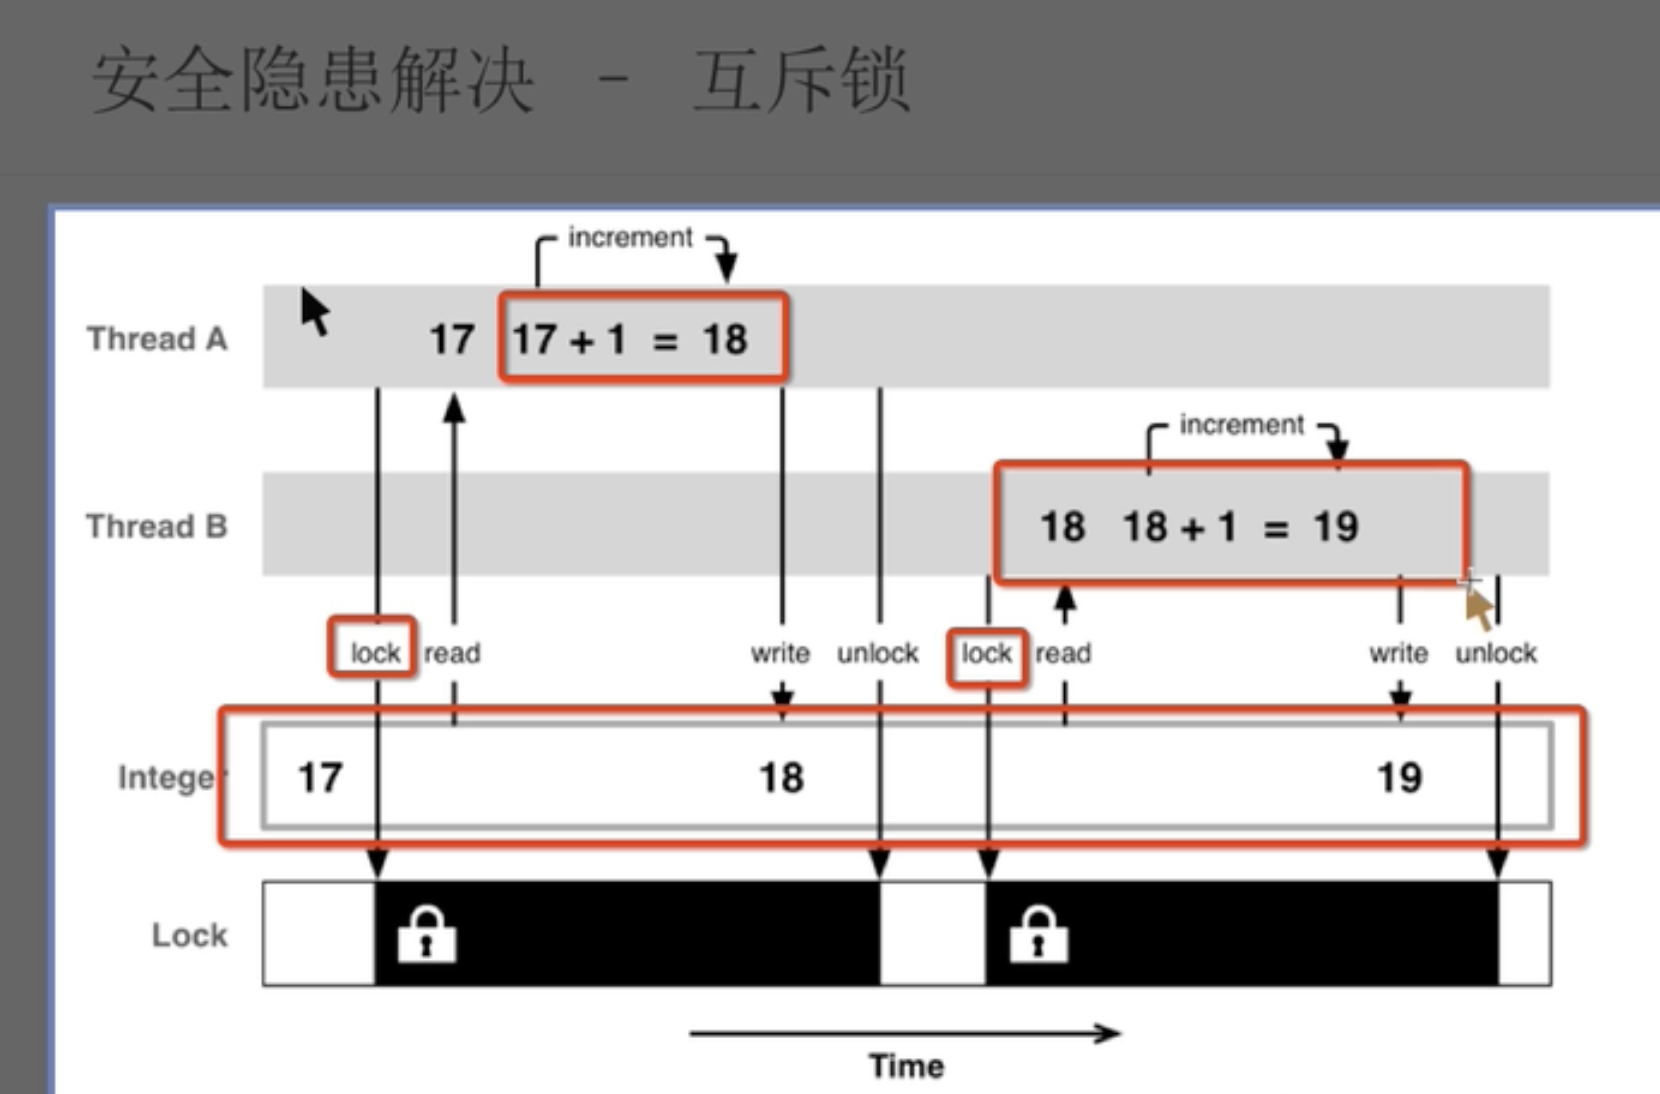 安全隐患解决 - 互斥锁
increment
Thread A 17 17 + 1 = 18
increment
Thread B 18 18 + 1 = 19
lock read write unlock lock read write unlock
Integer 17 18 19
Lock
Time